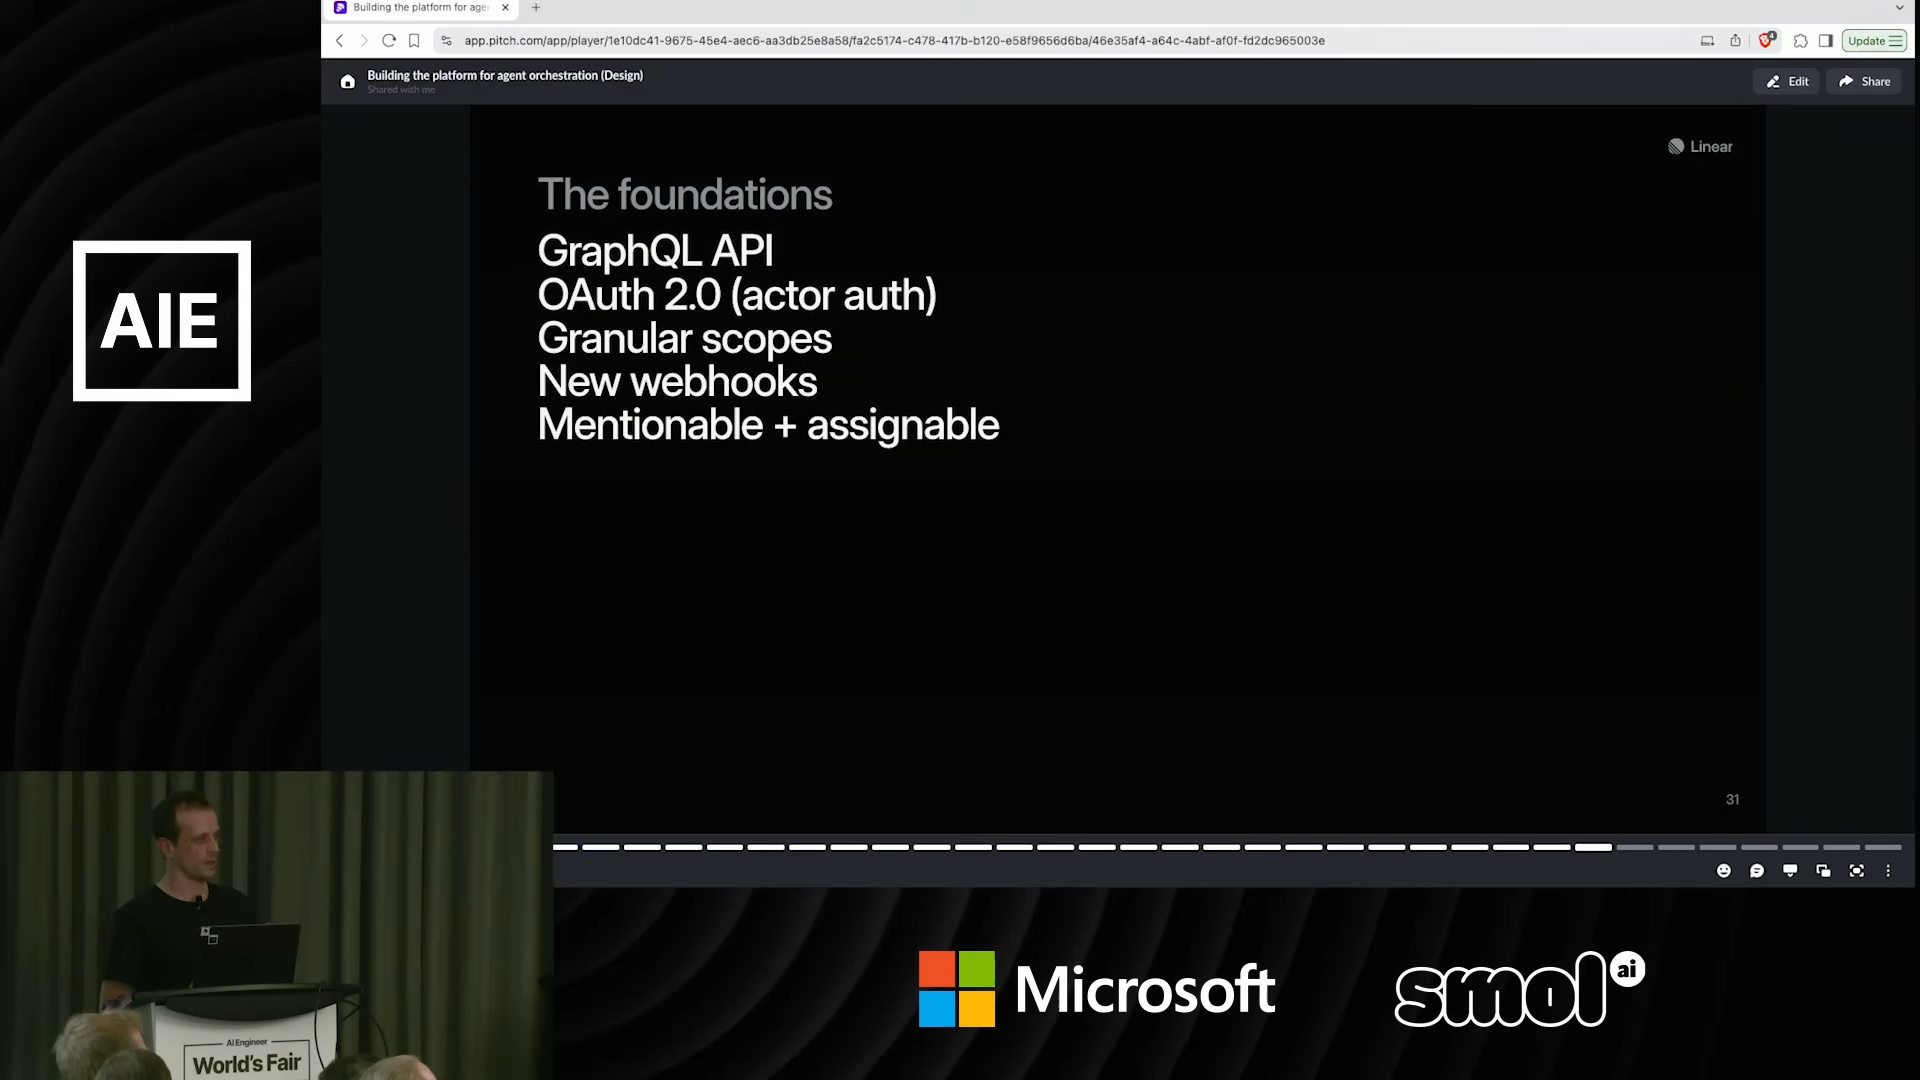 Building the platform for age
app.pitch.com/app/player/1e10dc41-9675-45e4-aec6-aa3db25e8a58/fa2c5174-c478-417b-b120-e58f9656d6ba/46e35af4-a64c-4abf-af0f-fd2dc965003e
Update
Building the platform for agent orchestration (Design)
Shared with me
Edit
Share
Linear
The foundations
GraphQL API
OAuth 2.0 (actor auth)
Granular scopes
New webhooks
Mentionable + assignable
31
AIE
AI Engineer
World's Fair
Microsoft
smol ai